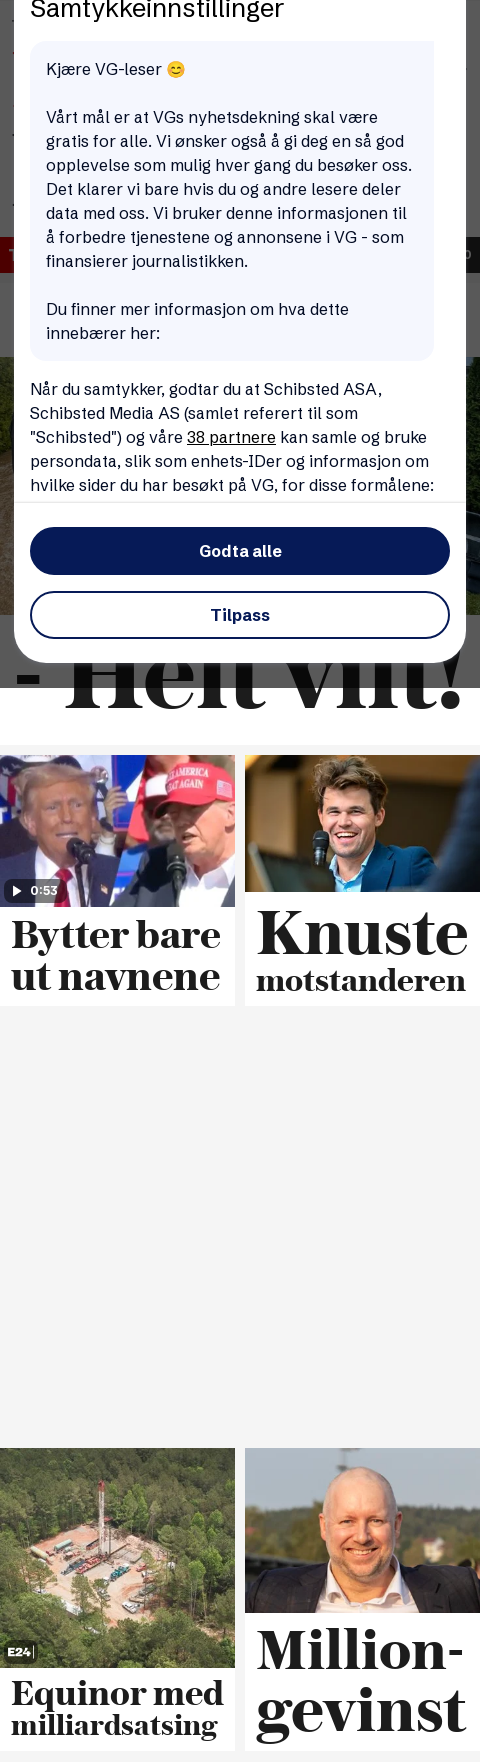 Samtykkeinnstillinger
Kjære VG-leser 😊
Vårt mål er at VGs nyhetsdekning skal være
gratis for alle. Vi ønsker også å gi deg en så god
opplevelse som mulig hver gang du besøker oss.
Det klarer vi bare hvis du og andre lesere deler
data med oss. Vi bruker denne informasjonen til
å forbedre tjenestene og annonsene i VG - som
finansierer journalistikken.
Du finner mer informasjon om hva dette
innebærer her:
Når du samtykker, godtar du at Schibsted ASA,
Schibsted Media AS (samlet referert til som
"Schibsted") og våre 38 partnere kan samle og bruke
persondata, slik som enhets-IDer og informasjon om
hvilke sider du har besøkt på VG, for disse formålene:
Godta alle
Tilpass
- Helt vilt!
0:53
Bytter bare
ut navnene
Knuste
motstanderen
E24
Equinor med
milliardsatsing
Million-
gevinst